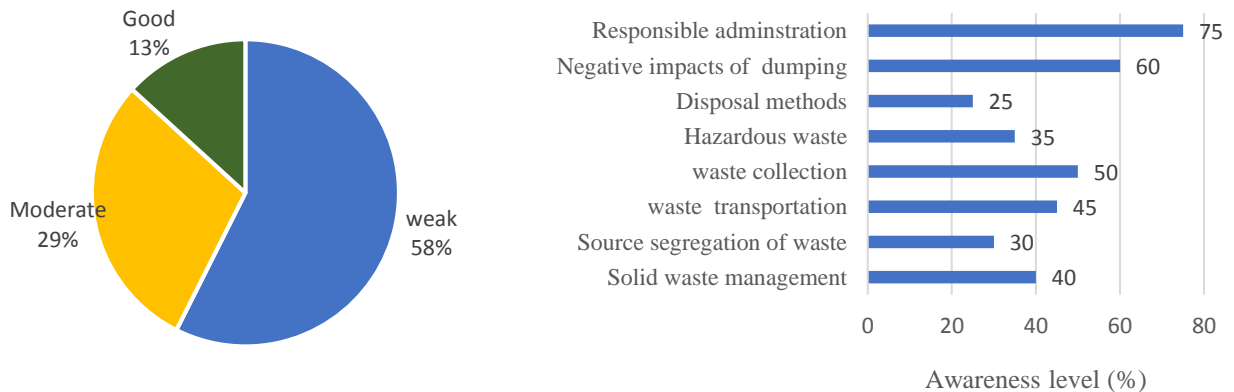 Good
13%
Moderate
29%
weak
58%
Responsible adminstration
75
Negative impacts of dumping
60
Disposal methods
25
Hazardous waste
35
waste collection
50
waste transportation
45
Source segregation of waste
30
Solid waste management
40
0 20 40 60 80
Awareness level (%)